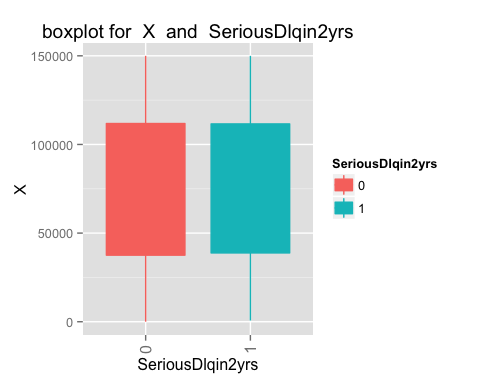 boxplot for X and SeriousDlqin2yrs
150000
100000
50000
0
X
0
1
SeriousDlqin2yrs
SeriousDlqin2yrs
0
1